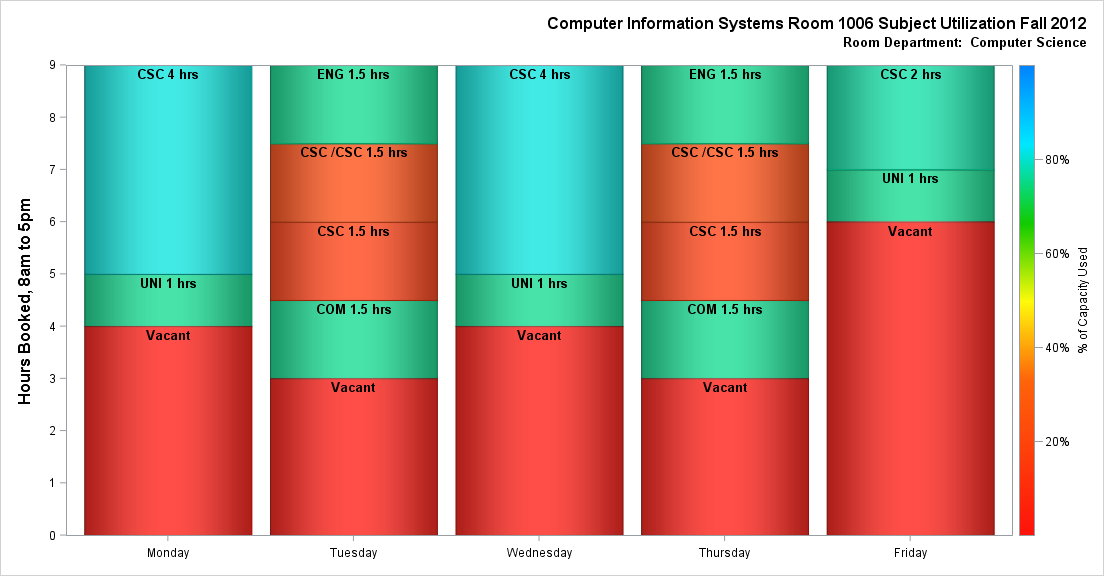 Computer Information Systems Room 1006 Subject Utilization Fall 2012
Room Department: Computer Science
Hours Booked, 8am to 5pm
9
8
7
6
5
4
3
2
1
0
CSC 4 hrs
UNI 1 hrs
Vacant
ENG 1.5 hrs
CSC /CSC 1.5 hrs
CSC 1.5 hrs
COM 1.5 hrs
Vacant
CSC 4 hrs
UNI 1 hrs
Vacant
ENG 1.5 hrs
CSC /CSC 1.5 hrs
CSC 1.5 hrs
COM 1.5 hrs
Vacant
CSC 2 hrs
UNI 1 hrs
Vacant
Monday
Tuesday
Wednesday
Thursday
Friday
80%
60%
40%
20%
% of Capacity Used